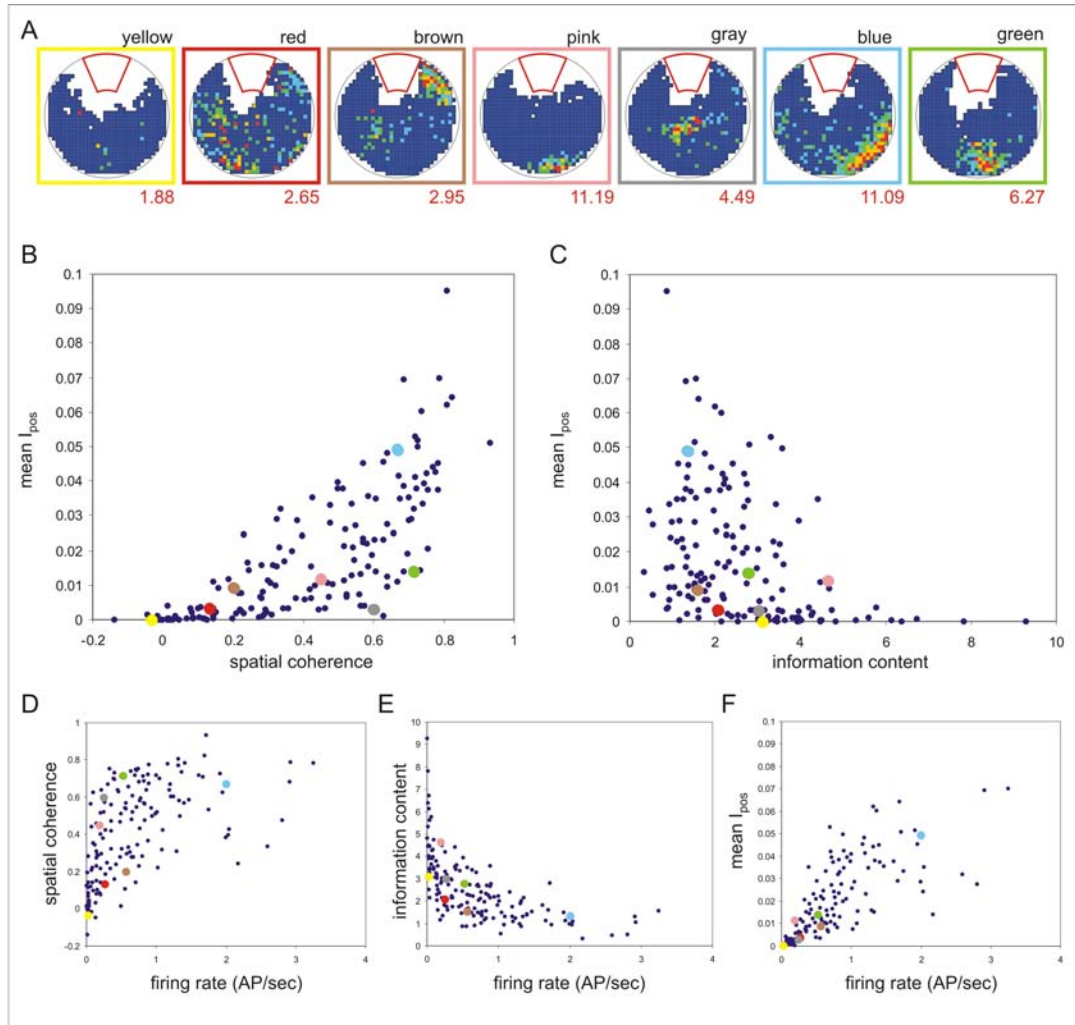 A
yellow red brown pink gray blue green
1.88 2.65 2.95 11.19 4.49 11.09 6.27
B
0.1
0.09
0.08
0.07
0.06
0.05
0.04
0.03
0.02
0.01
0
mean Ipos
-0.2 0 0.2 0.4 0.6 0.8 1
spatial coherence
C
0.1
0.09
0.08
0.07
0.06
0.05
0.04
0.03
0.02
0.01
0
mean Ipos
0 2 4 6 8 10
information content
D
1
0.8
0.6
0.4
0.2
0
-0.2
spatial coherence
0 1 2 3 4
firing rate (AP/sec)
E
10
9
8
7
6
5
4
3
2
1
0
information content
0 1 2 3 4
firing rate (AP/sec)
F
0.1
0.09
0.08
0.07
0.06
0.05
0.04
0.03
0.02
0.01
0
mean Ipos
0 1 2 3 4
firing rate (AP/sec)